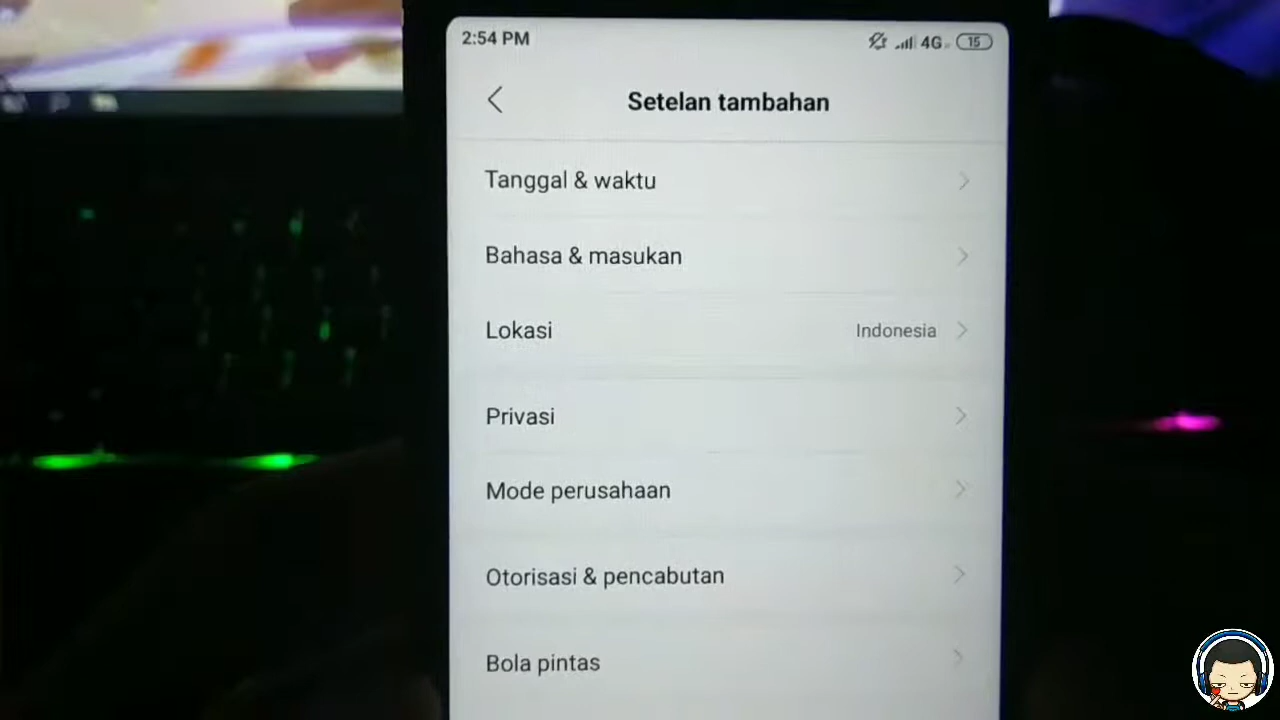 2:54 PM
4G
15
Setelan tambahan
Tanggal & waktu
Bahasa & masukan
Lokasi
Indonesia
Privasi
Mode perusahaan
Otorisasi & pencabutan
Bola pintas